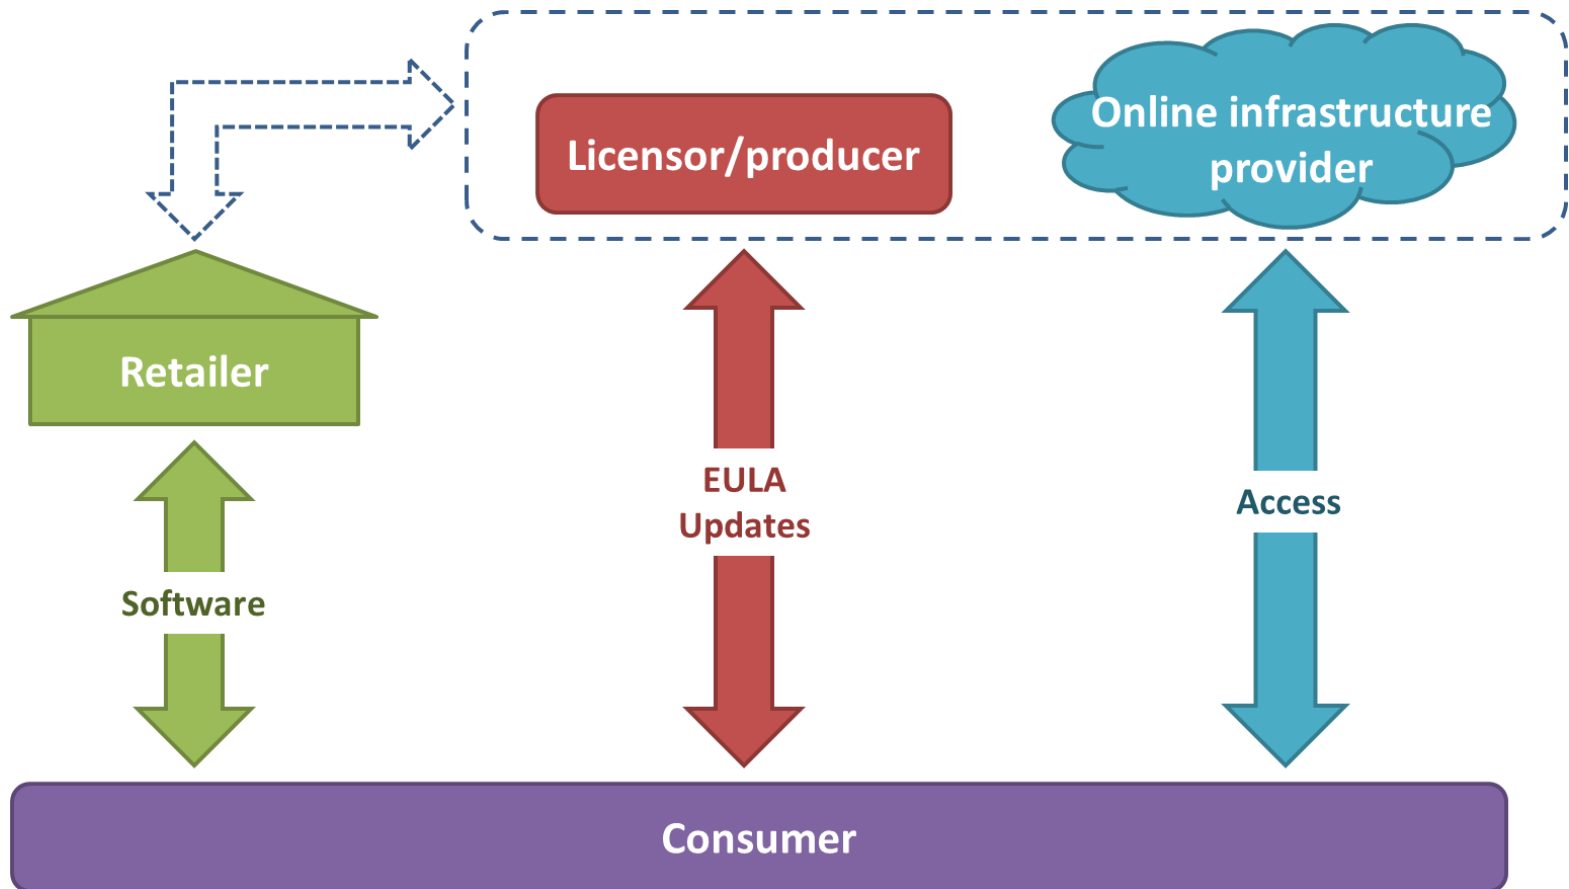 Licensor/producer
Online infrastructure
provider
Retailer
EULA
Updates
Access
Software
Consumer